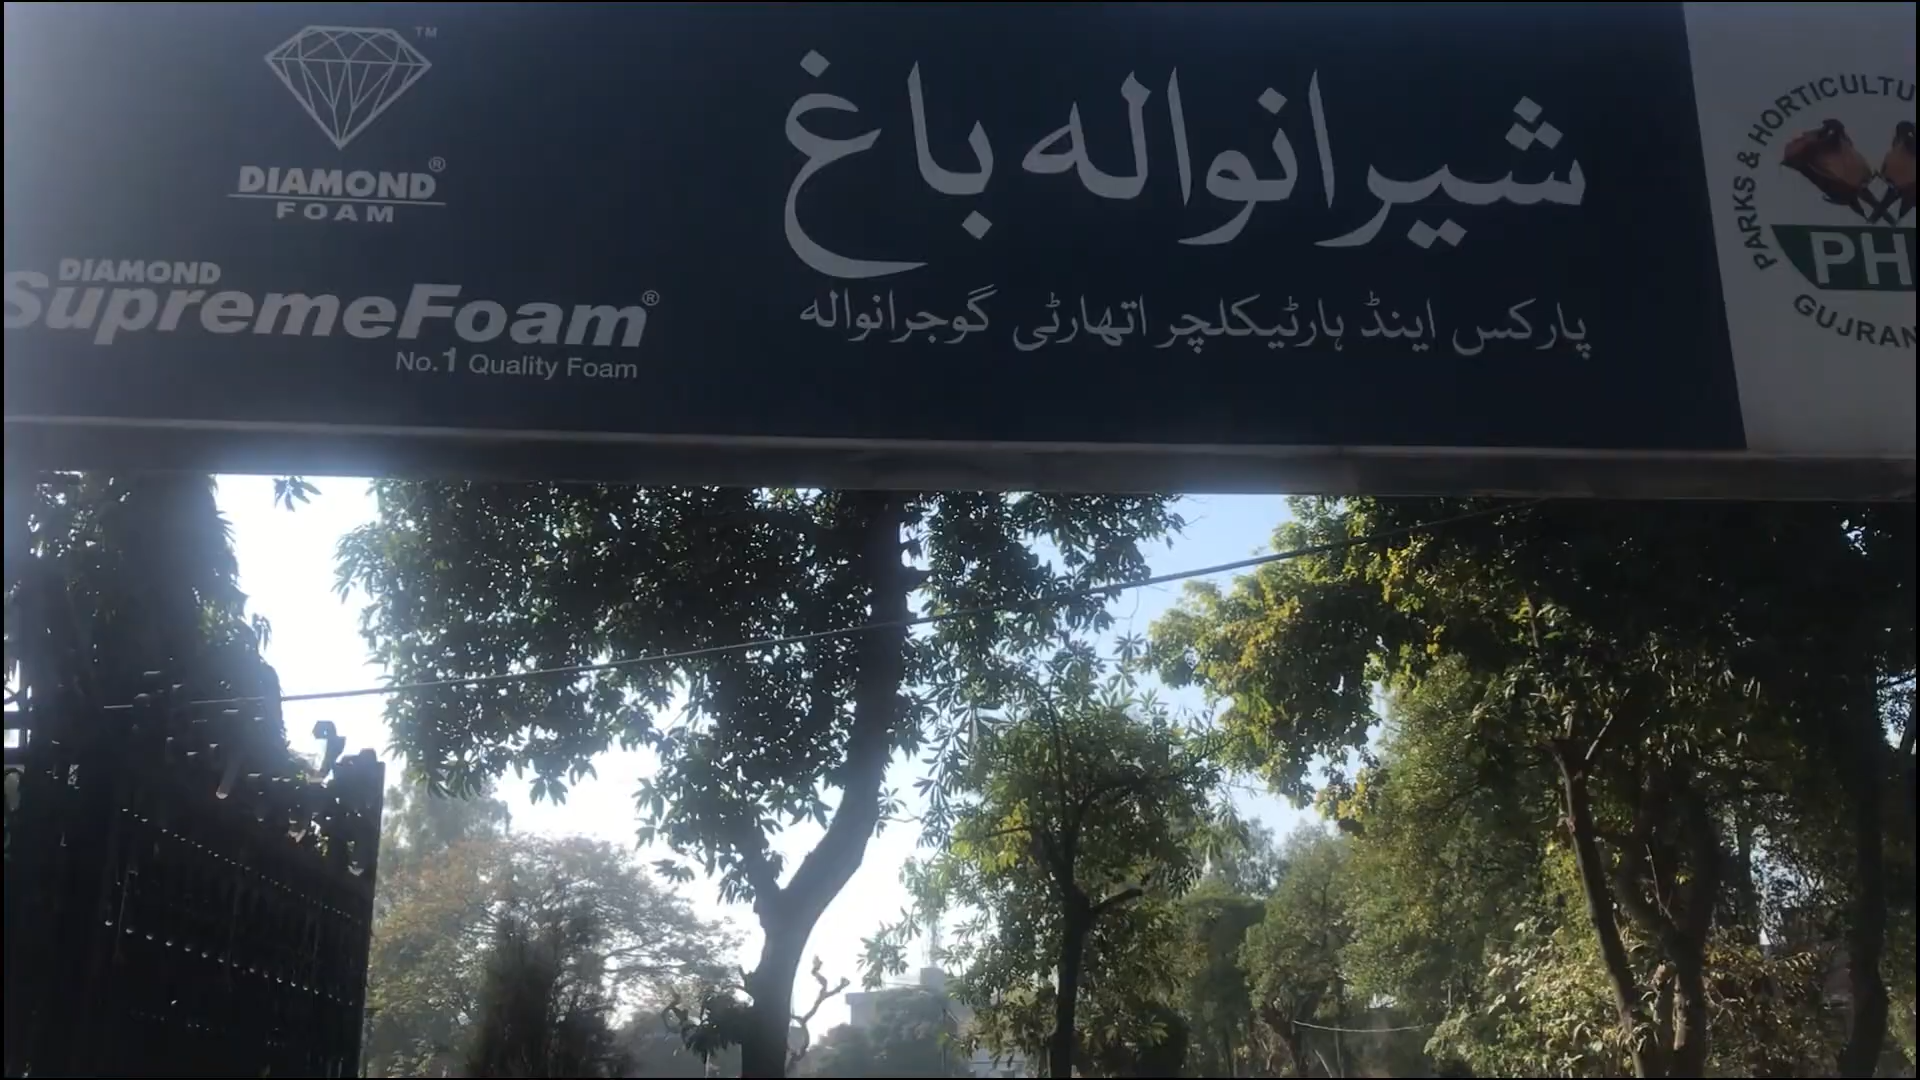 TM
DIAMOND®
FOAM
DIAMOND
SupremeFoam®
No.1 Quality Foam
شیرانوالہ باغ
پارکس اینڈ ہارٹیکلچر اتھارٹی گوجرانوالہ
PARKS & HORTICULTU
PH
GUJRAN